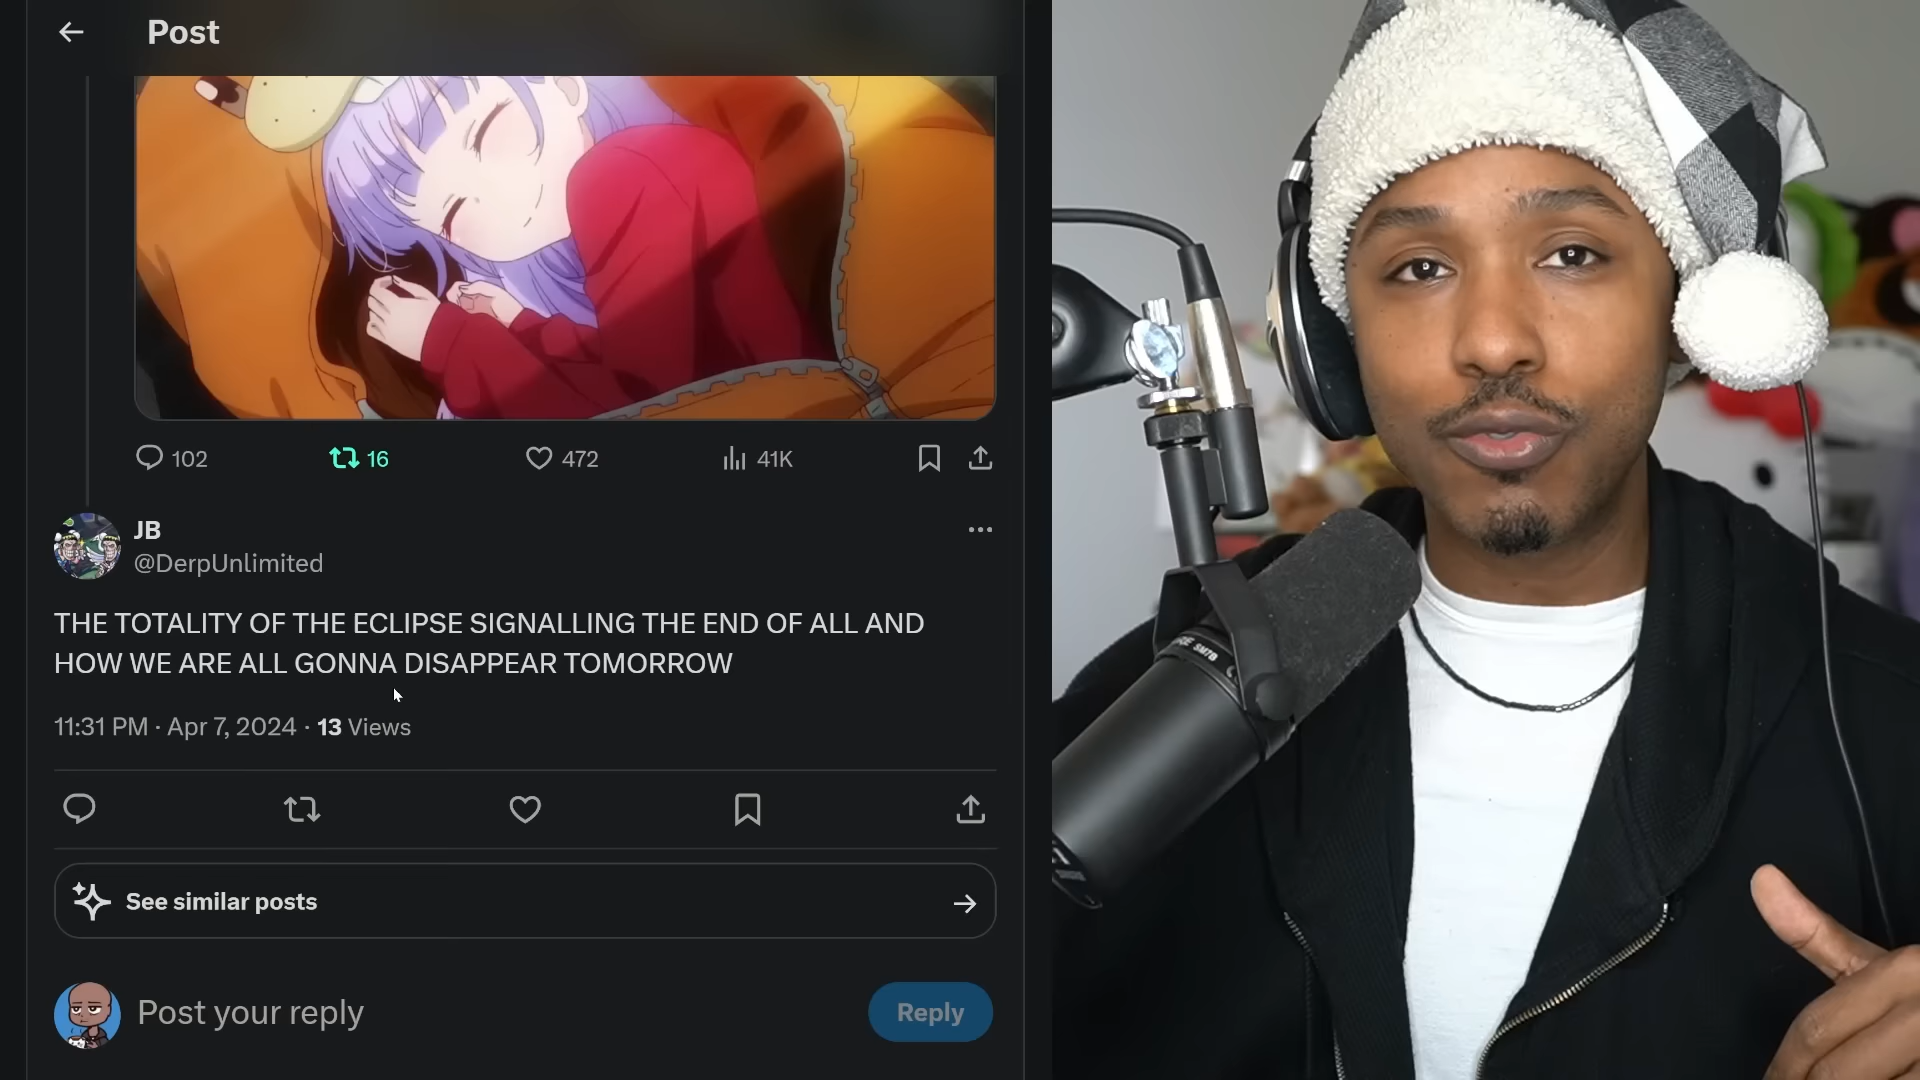 Post
102
16
472
41K
JB
@DerpUnlimited
THE TOTALITY OF THE ECLIPSE SIGNALLING THE END OF ALL AND
HOW WE ARE ALL GONNA DISAPPEAR TOMORROW
11:31 PM · Apr 7, 2024 · 13 Views
See similar posts
Post your reply
Reply
SM7B